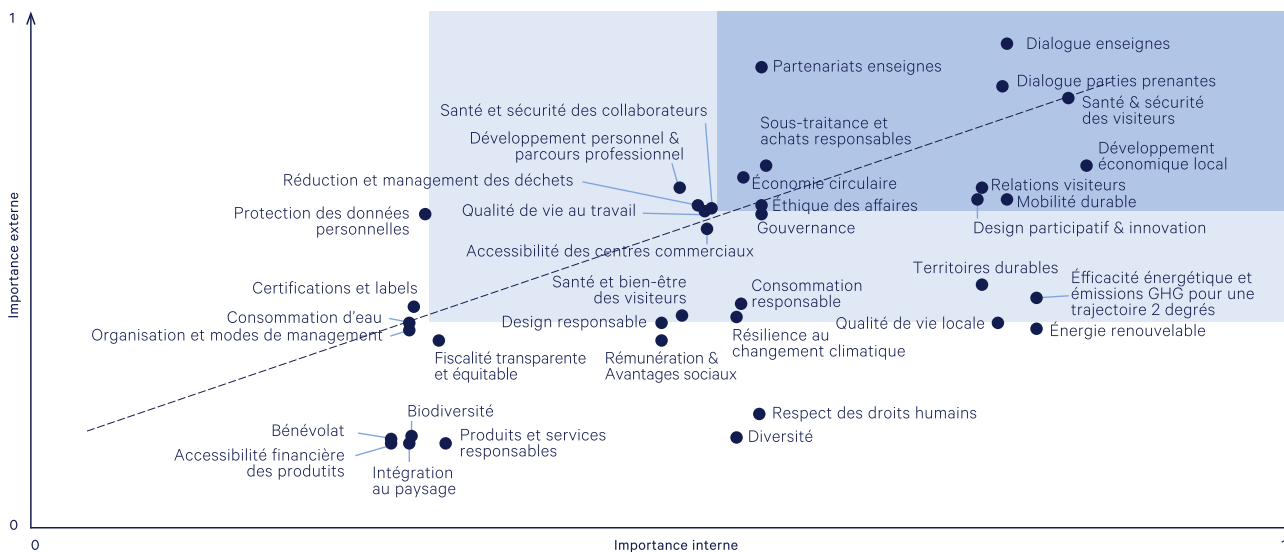 1
Dialogue enseignes
Partenariats enseignes
Dialogue parties prenantes
Santé & sécurité
des visiteurs
Santé et sécurité des collaborateurs
Sous-traitance et
achats responsables
Développement personnel &
parcours professionnel
Développement
économique local
Réduction et management des déchets
Économie circulaire
Relations visiteurs
Mobilité durable
Qualité de vie au travail
Éthique des affaires
Protection des données
personnelles
Gouvernance
Design participatif & innovation
Accessibilité des centres commerciaux
Territoires durables
Éfficacité énergétique et
émissions GHG pour une
trajectoire 2 degrés
Santé et bien-être
des visiteurs
Consommation
responsable
Certifications et labels
Consommation d’eau
Organisation et modes de management
Design responsable
Résilience au
changement climatique
Qualité de vie locale
Énergie renouvelable
Fiscalité transparente
et équitable
Rémunération &
Avantages sociaux
Biodiversité
Respect des droits humains
Bénévolat
Produits et services
responsables
Diversité
Accessibilité financière
des produtits
Intégration
au paysage
Importance externe
0
0
Importance interne
1